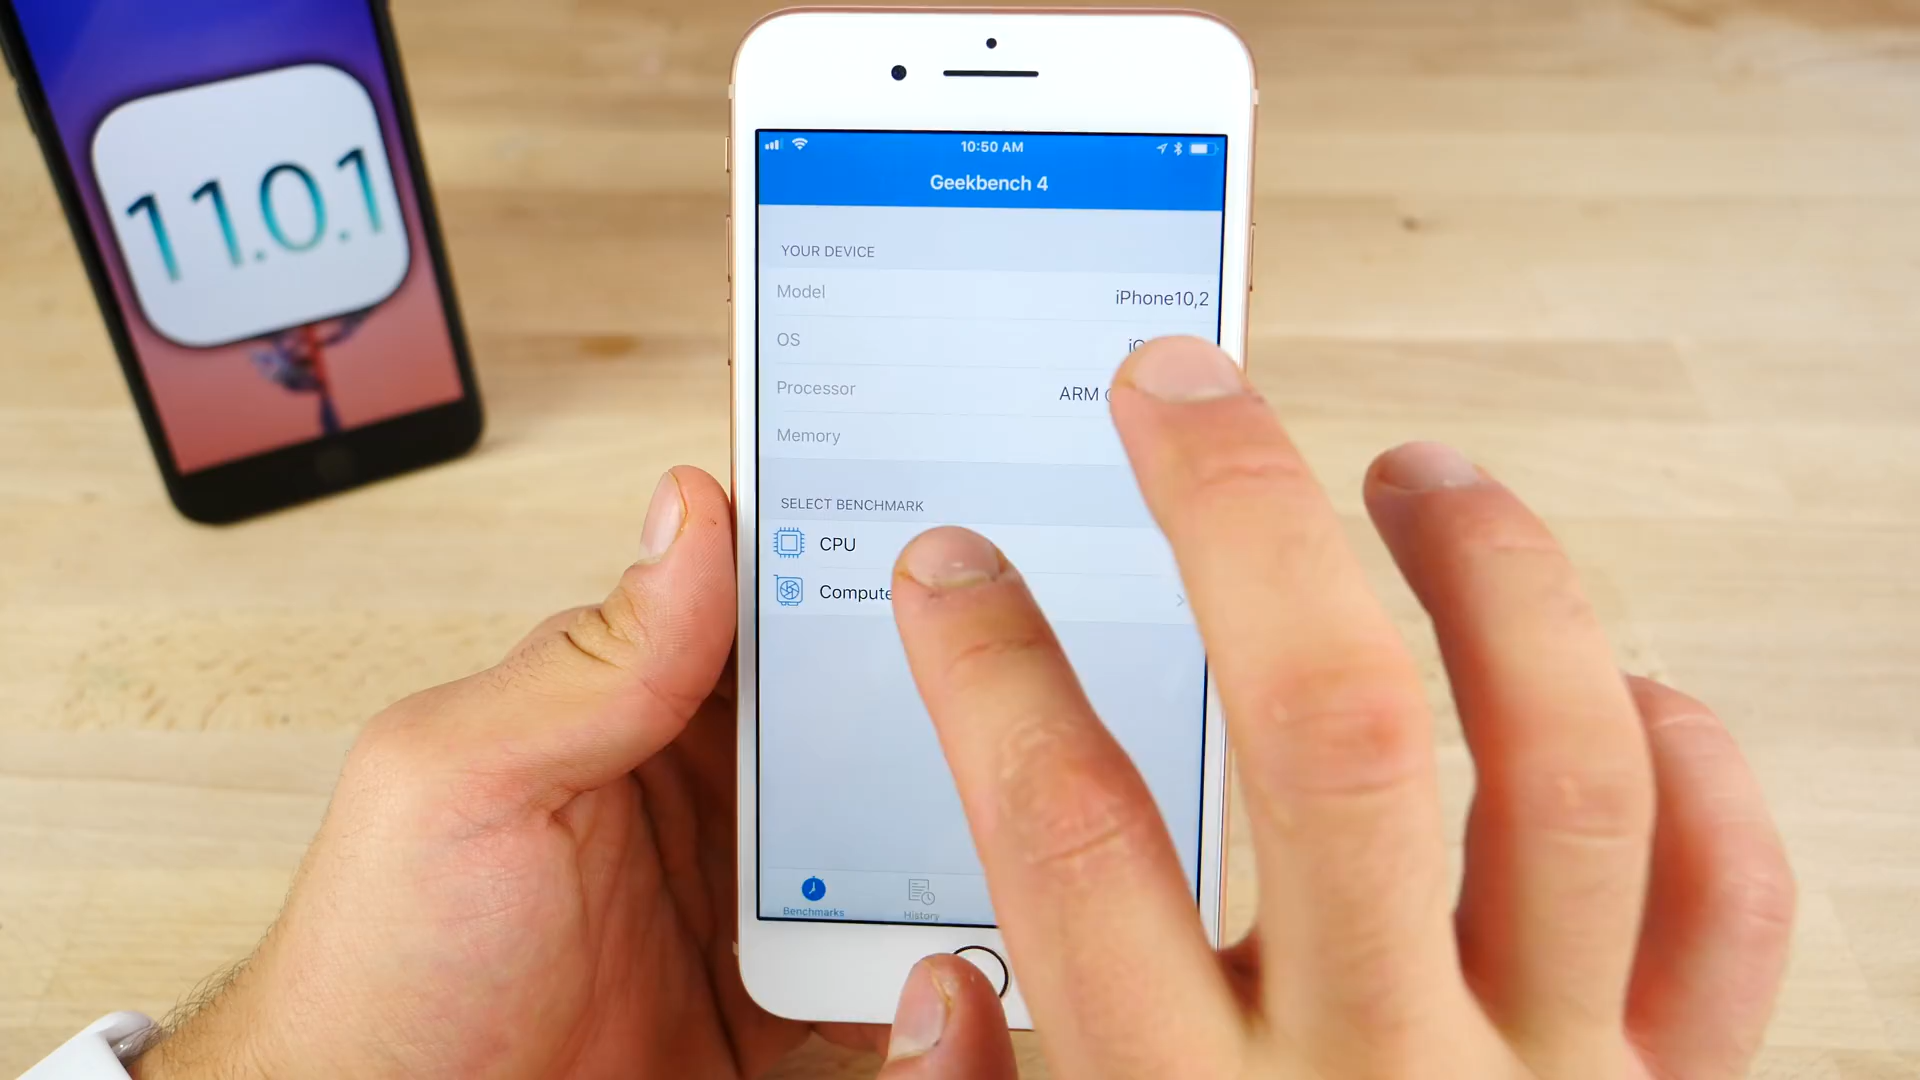 11.0.1
10:50 AM
Geekbench 4
YOUR DEVICE
Model iPhone10,2
OS
Processor ARM
Memory
SELECT BENCHMARK
CPU
Compute
Benchmarks History